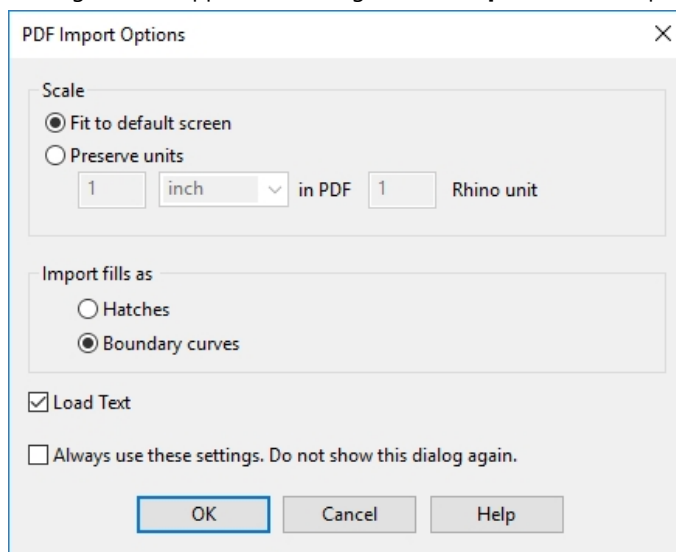 PDF Import Options
Scale
Fit to default screen
Preserve units
1 inch in PDF 1 Rhino unit
Import fills as
Hatches
Boundary curves
Load Text
Always use these settings. Do not show this dialog again.
OK Cancel Help